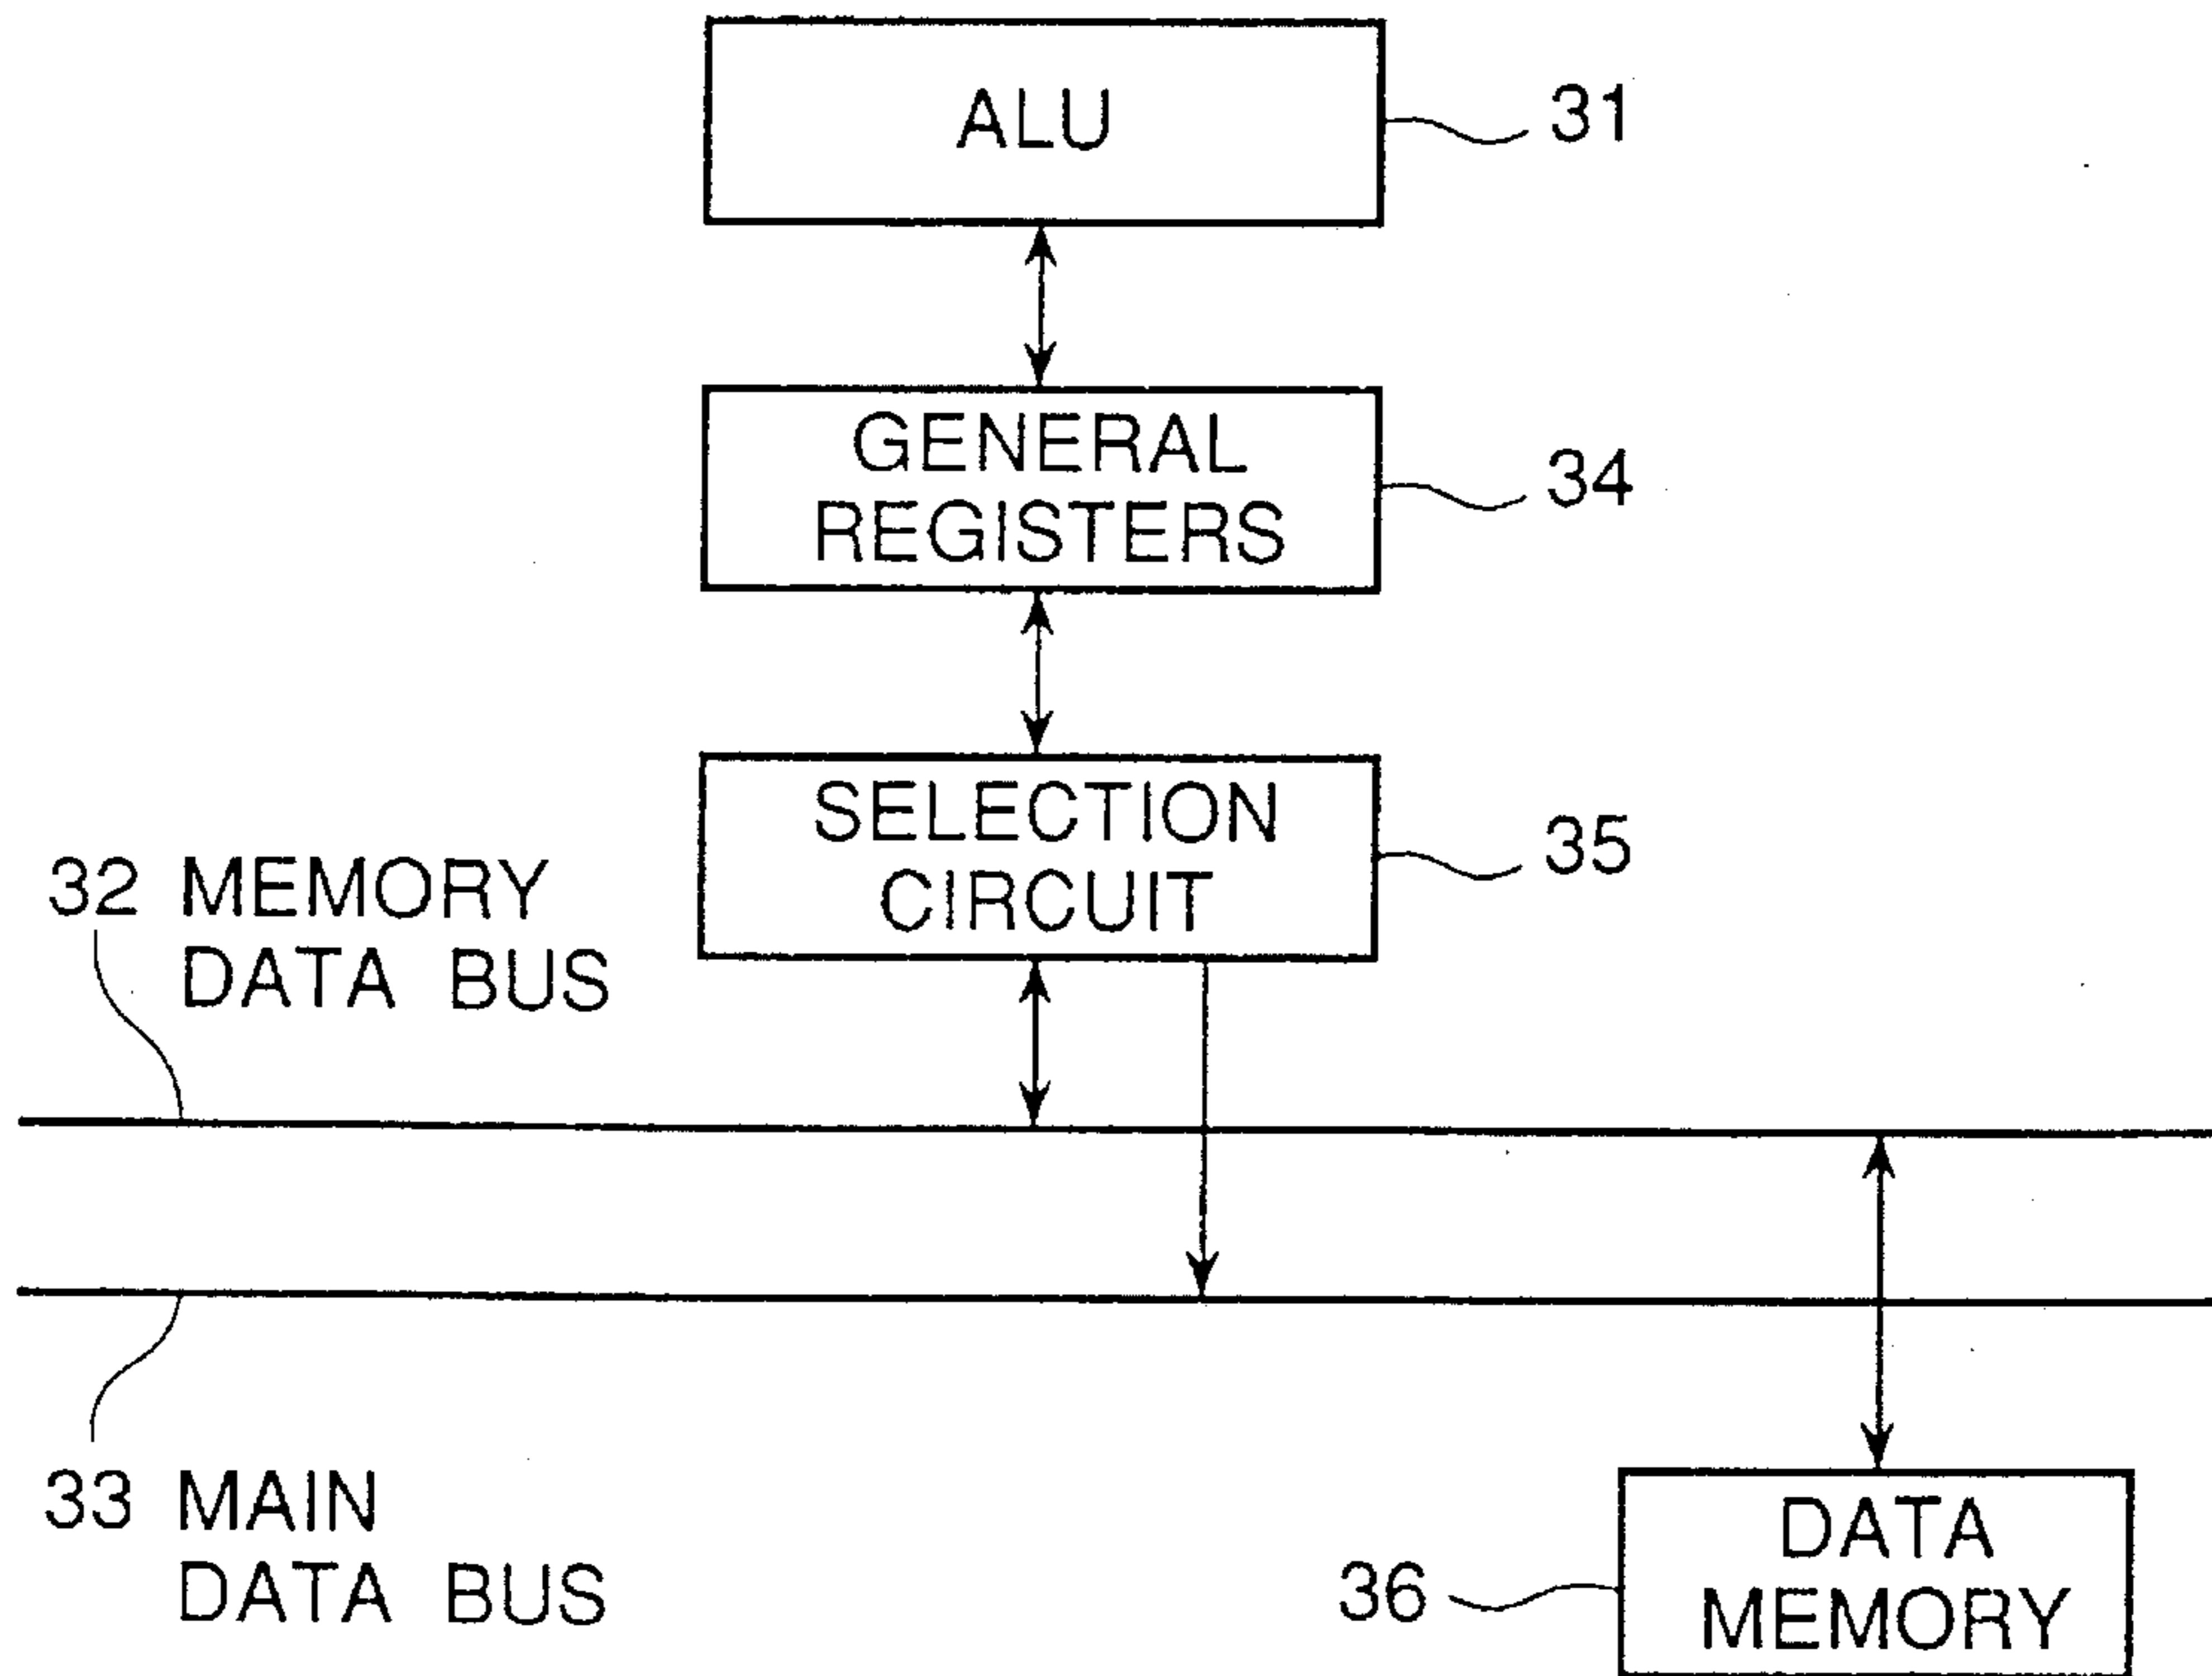 ALU
31
GENERAL
REGISTERS
34
SELECTION
CIRCUIT
35
32 MEMORY
DATA BUS
33 MAIN
DATA BUS
36
DATA
MEMORY